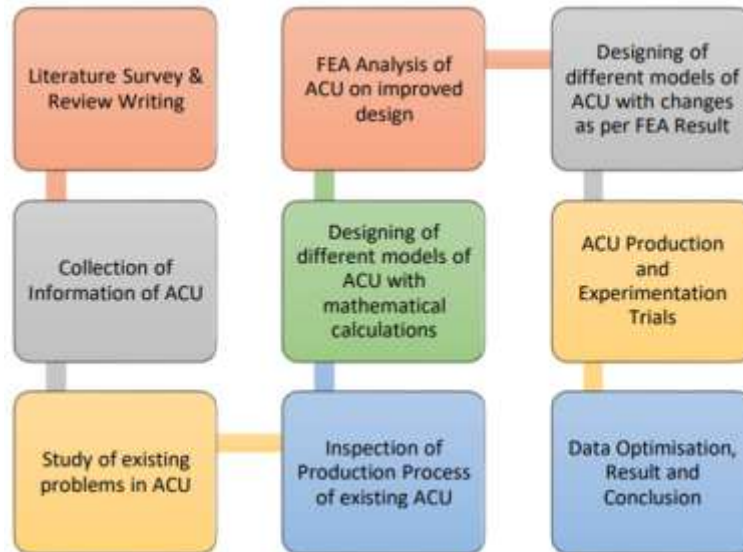 Literature Survey &
Review Writing
Collection of
Information of ACU
Study of existing
problems in ACU
Inspection of
Production Process
of existing ACU
Designing of
different models of
ACU with
mathematical
calculations
FEA Analysis of
ACU on improved
design
Designing of
different models of
ACU with changes
as per FEA Result
ACU Production
and
Experimentation
Trials
Data Optimisation,
Result and
Conclusion